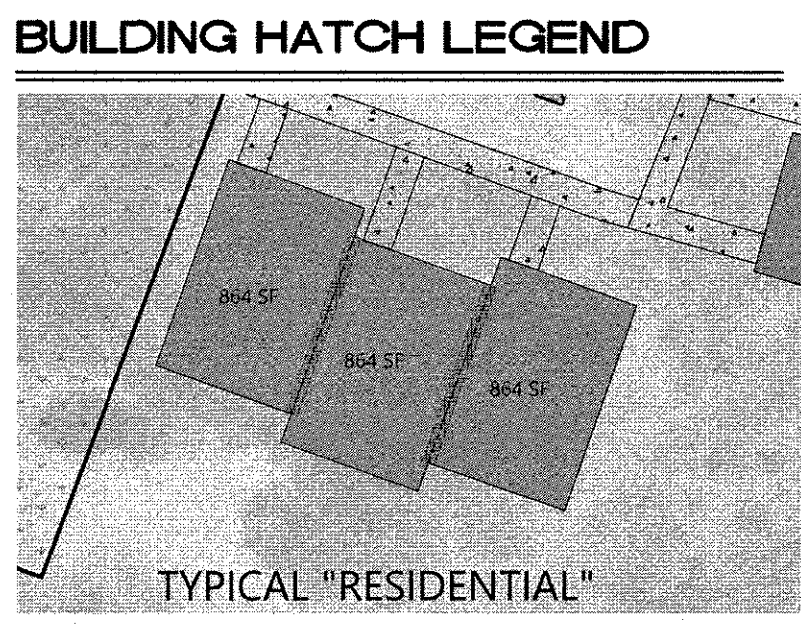 BUILDING HATCH LEGEND
864 SF
864 SF
864 SF
TYPICAL "RESIDENTIAL"